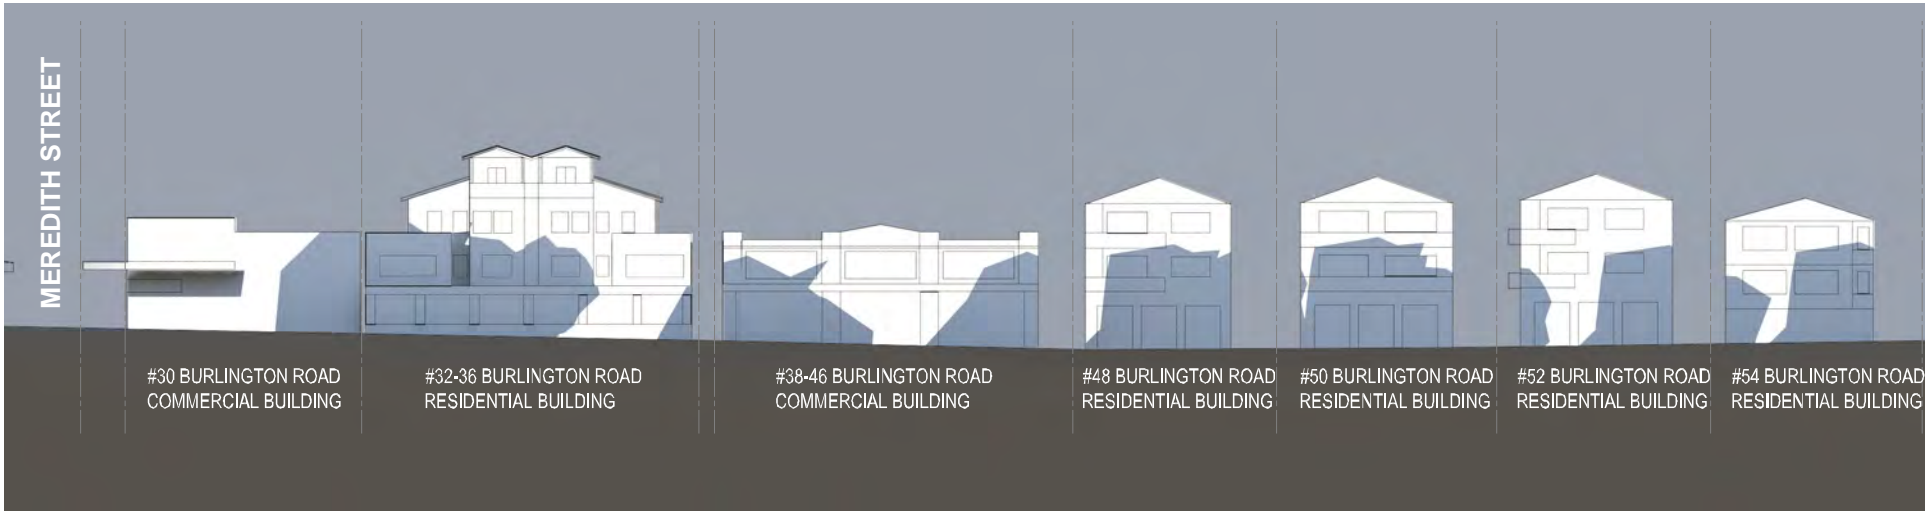 MEREDITH STREET
#30 BURLINGTON ROAD
COMMERCIAL BUILDING
#32-36 BURLINGTON ROAD
RESIDENTIAL BUILDING
#38-46 BURLINGTON ROAD
COMMERCIAL BUILDING
#48 BURLINGTON ROAD
RESIDENTIAL BUILDING
#50 BURLINGTON ROAD
RESIDENTIAL BUILDING
#52 BURLINGTON ROAD
RESIDENTIAL BUILDING
#54 BURLINGTON ROAD
RESIDENTIAL BUILDING